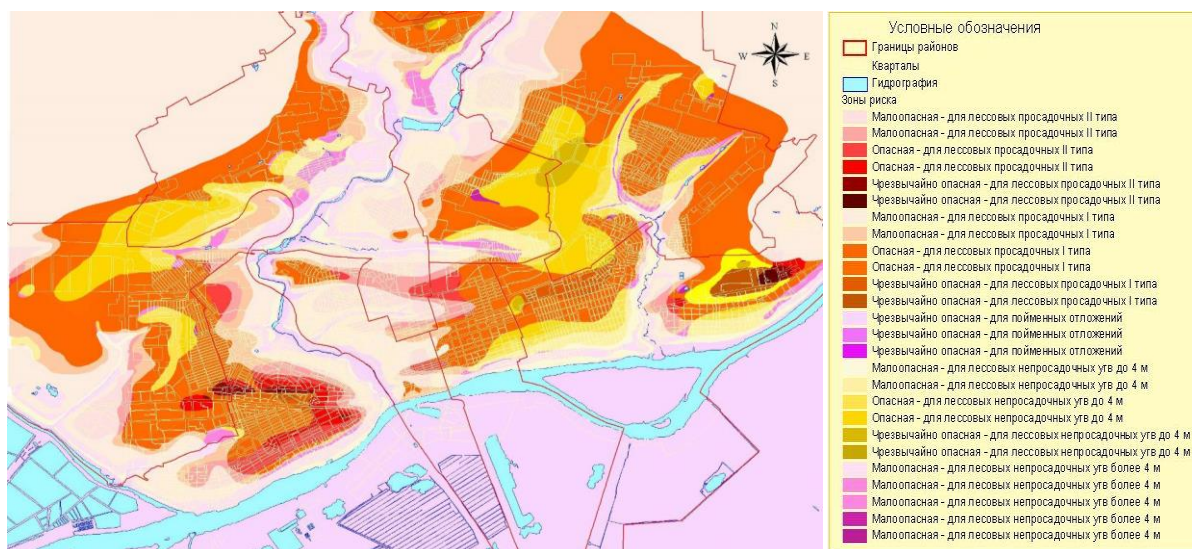 N
W E
S
Условные обозначения
Границы районов
Кварталы
Гидрография
Зоны риска
Малоопасная - для лессовых просадочных II типа
Малоопасная - для лессовых просадочных II типа
Опасная - для лессовых просадочных II типа
Опасная - для лессовых просадочных II типа
Чрезвычайно опасная - для лессовых просадочных II типа
Чрезвычайно опасная - для лессовых просадочных II типа
Малоопасная - для лессовых просадочных I типа
Малоопасная - для лессовых просадочных I типа
Опасная - для лессовых просадочных I типа
Опасная - для лессовых просадочных I типа
Чрезвычайно опасная - для лессовых просадочных I типа
Чрезвычайно опасная - для лессовых просадочных I типа
Чрезвычайно опасная - для пойменных отложений
Чрезвычайно опасная - для пойменных отложений
Чрезвычайно опасная - для пойменных отложений
Малоопасная - для лессовых непросадочных угв до 4 м
Малоопасная - для лессовых непросадочных угв до 4 м
Опасная - для лессовых непросадочных угв до 4 м
Опасная - для лессовых непросадочных угв до 4 м
Чрезвычайно опасная - для лессовых непросадочных угв до 4 м
Чрезвычайно опасная - для лессовых непросадочных угв до 4 м
Малоопасная - для лесовых непросадочных угв более 4 м
Малоопасная - для лесовых непросадочных угв более 4 м
Малоопасная - для лесовых непросадочных угв более 4 м
Малоопасная - для лесовых непросадочных угв более 4 м
Малоопасная - для лесовых непросадочных угв более 4 м